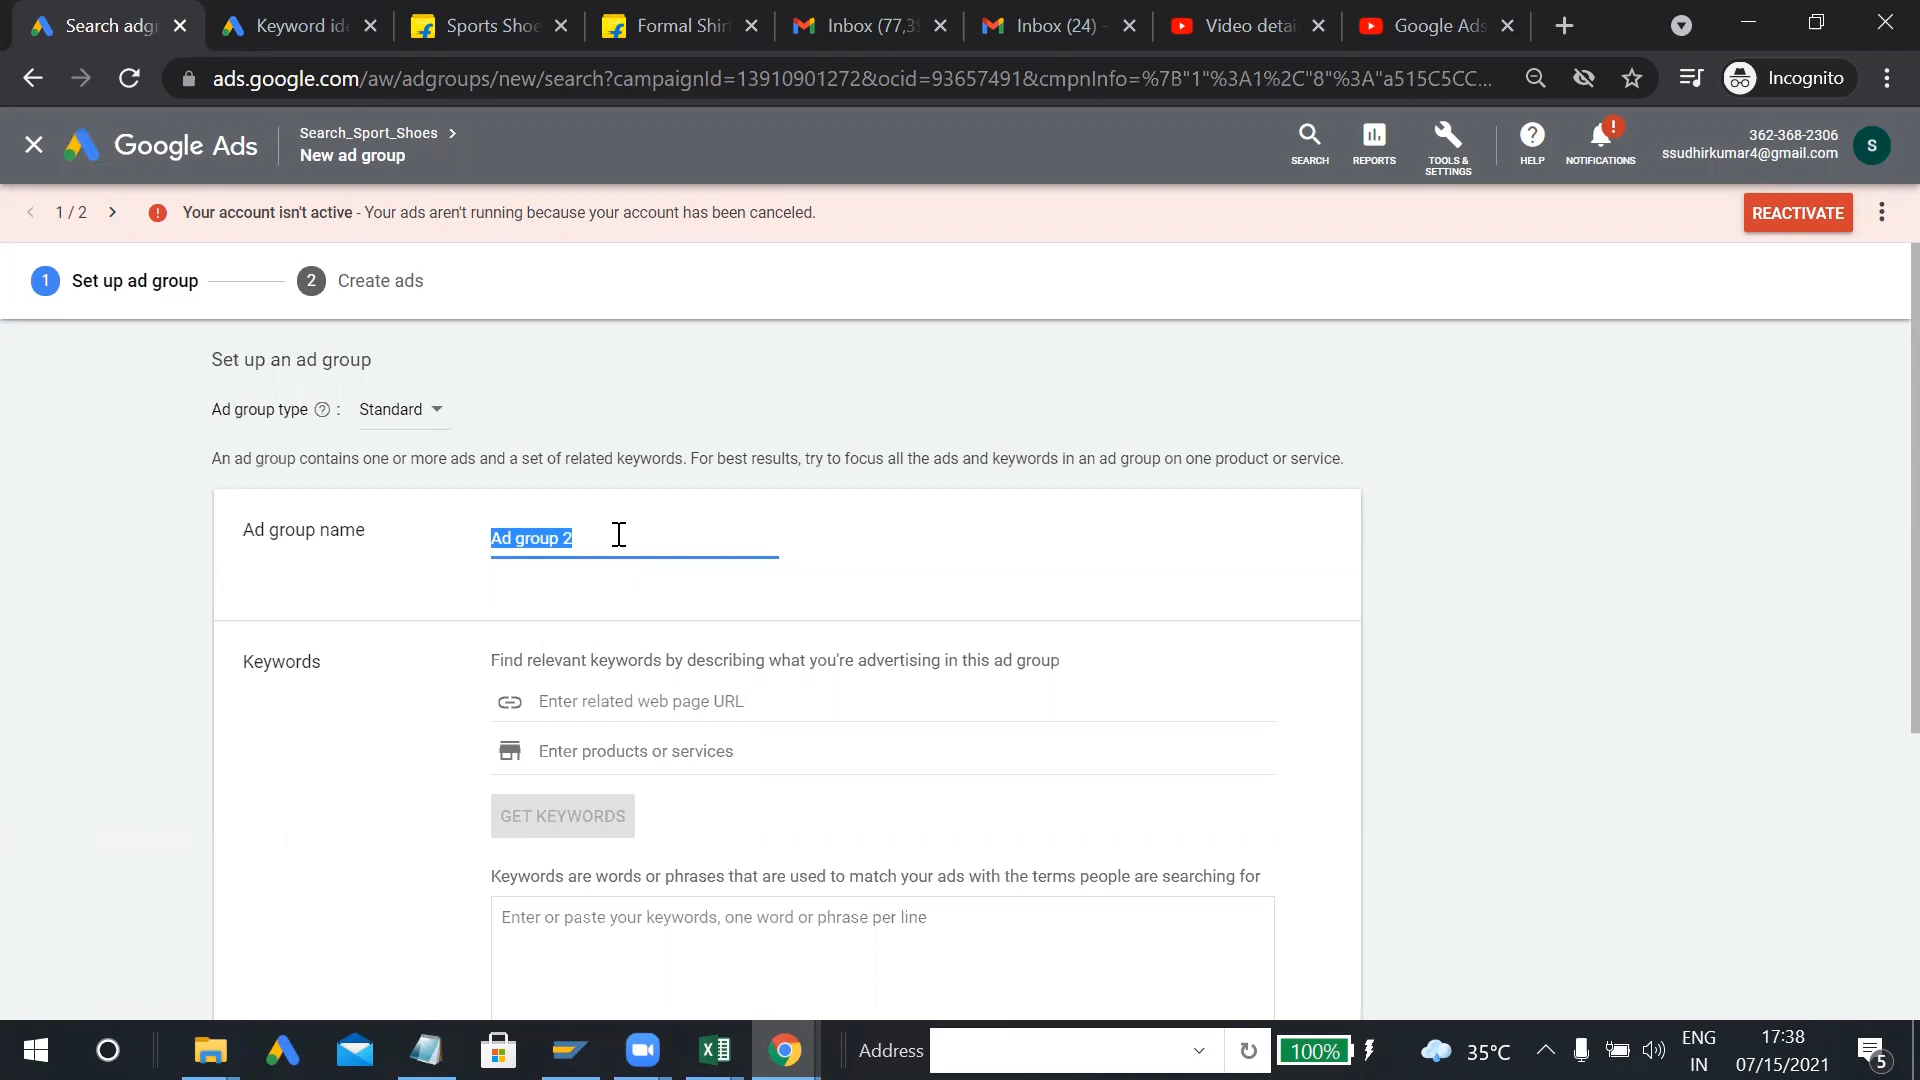 Search adgr
Keyword ide
Sports Shoe
Formal Shir
Inbox (77,3
Inbox (24) -
Video detai
Google Ads
ads.google.com/aw/adgroups/new/search?campaignId=13910901272&ocid=93657491&cmpnInfo=%7B"1"%3A1%2C"8"%3A"a515C5CC...
Incognito
Google Ads
Search_Sport_Shoes
New ad group
SEARCH
REPORTS
TOOLS &
SETTINGS
HELP
NOTIFICATIONS
362-368-2306
ssudhirkumar4@gmail.com
S
1 / 2
Your account isn't active - Your ads aren't running because your account has been canceled.
REACTIVATE
1 Set up ad group
2 Create ads
Set up an ad group
Ad group type ? : Standard
An ad group contains one or more ads and a set of related keywords. For best results, try to focus all the ads and keywords in an ad group on one product or service.
Ad group name
Ad group 2
Keywords
Find relevant keywords by describing what you're advertising in this ad group
Enter related web page URL
Enter products or services
GET KEYWORDS
Keywords are words or phrases that are used to match your ads with the terms people are searching for
Enter or paste your keywords, one word or phrase per line
Address
100%
35°C
ENG
IN
17:38
07/15/2021
5